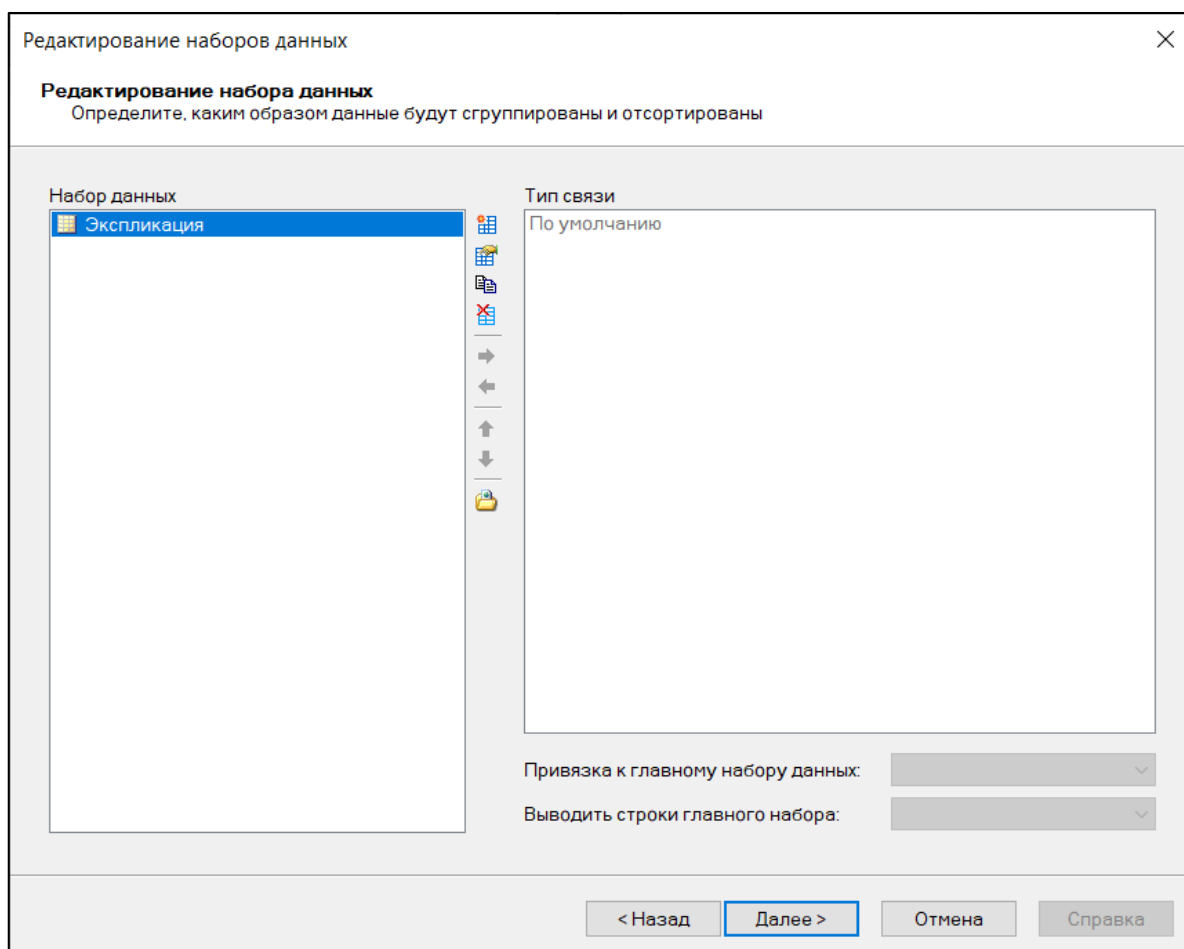 Редактирование наборов данных
Редактирование набора данных
Определите, каким образом данные будут сгруппированы и отсортированы
Набор данных
Экспликация
Тип связи
По умолчанию
Привязка к главному набору данных:
Выводить строки главного набора:
< Назад
Далее >
Отмена
Справка